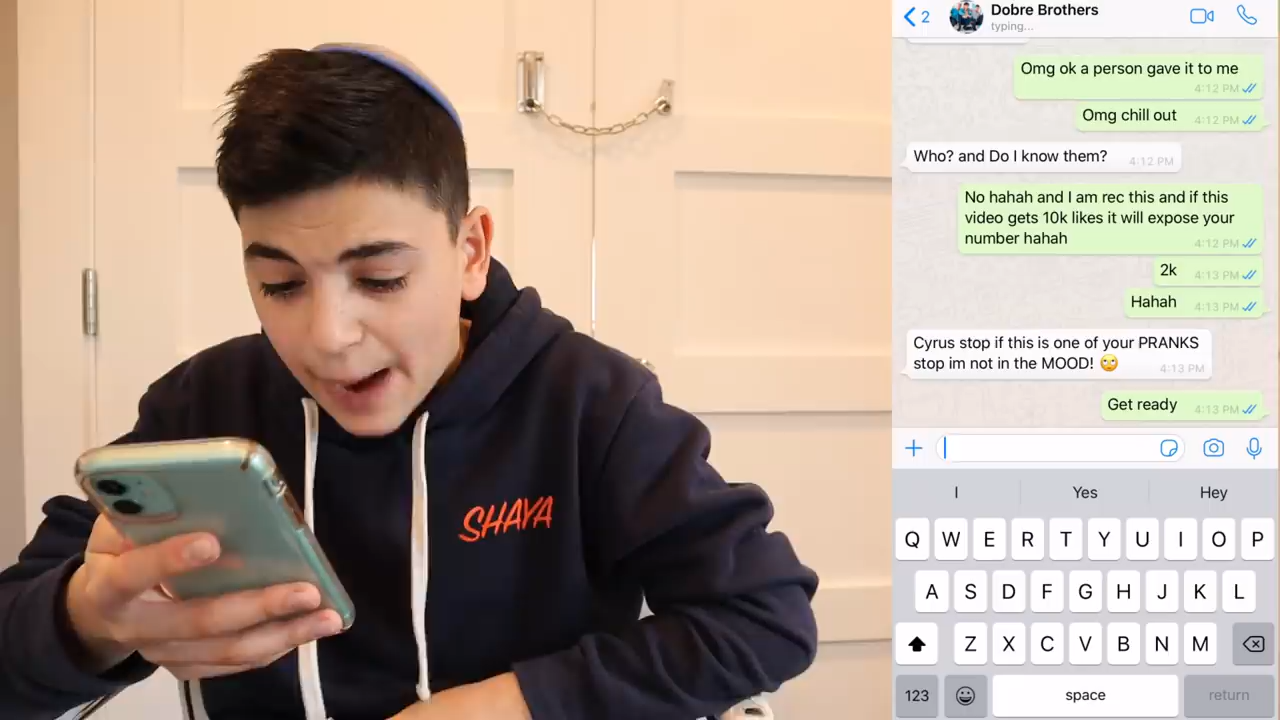 SHAYA
2
Dobre Brothers
typing...
Omg ok a person gave it to me
4:12 PM
Omg chill out 4:12 PM
Who? and Do I know them? 4:12 PM
No hahah and I am rec this and if this
video gets 10k likes it will expose your
number hahah 4:12 PM
2k 4:13 PM
Hahah 4:13 PM
Cyrus stop if this is one of your PRANKS
stop im not in the MOOD! 🙄 4:13 PM
Get ready 4:13 PM
I Yes Hey
Q W E R T Y U I O P
A S D F G H J K L
Z X C V B N M
123 space return